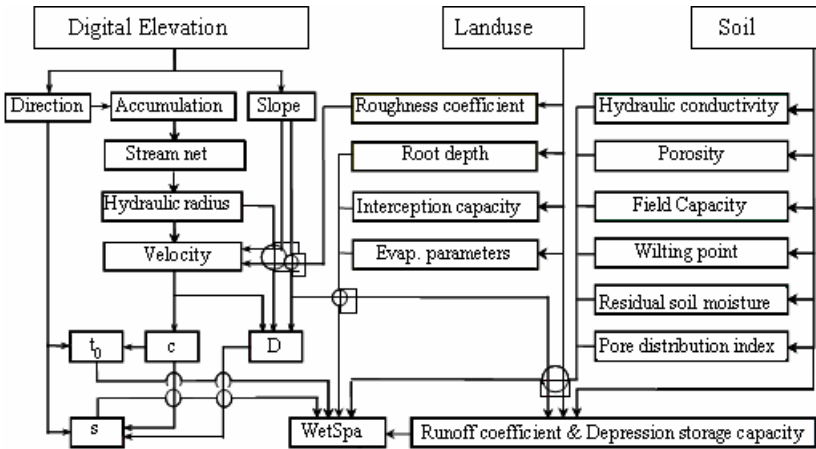 Digital Elevation
Landuse
Soil
Direction
Accumulation
Slope
Roughness coefficient
Hydraulic conductivity
Stream net
Root depth
Porosity
Hydraulic radius
Interception capacity
Field Capacity
Velocity
Evap. parameters
Wilting point
Residual soil moisture
t0
c
D
Pore distribution index
s
WetSpa
Runoff coefficient & Depression storage capacity